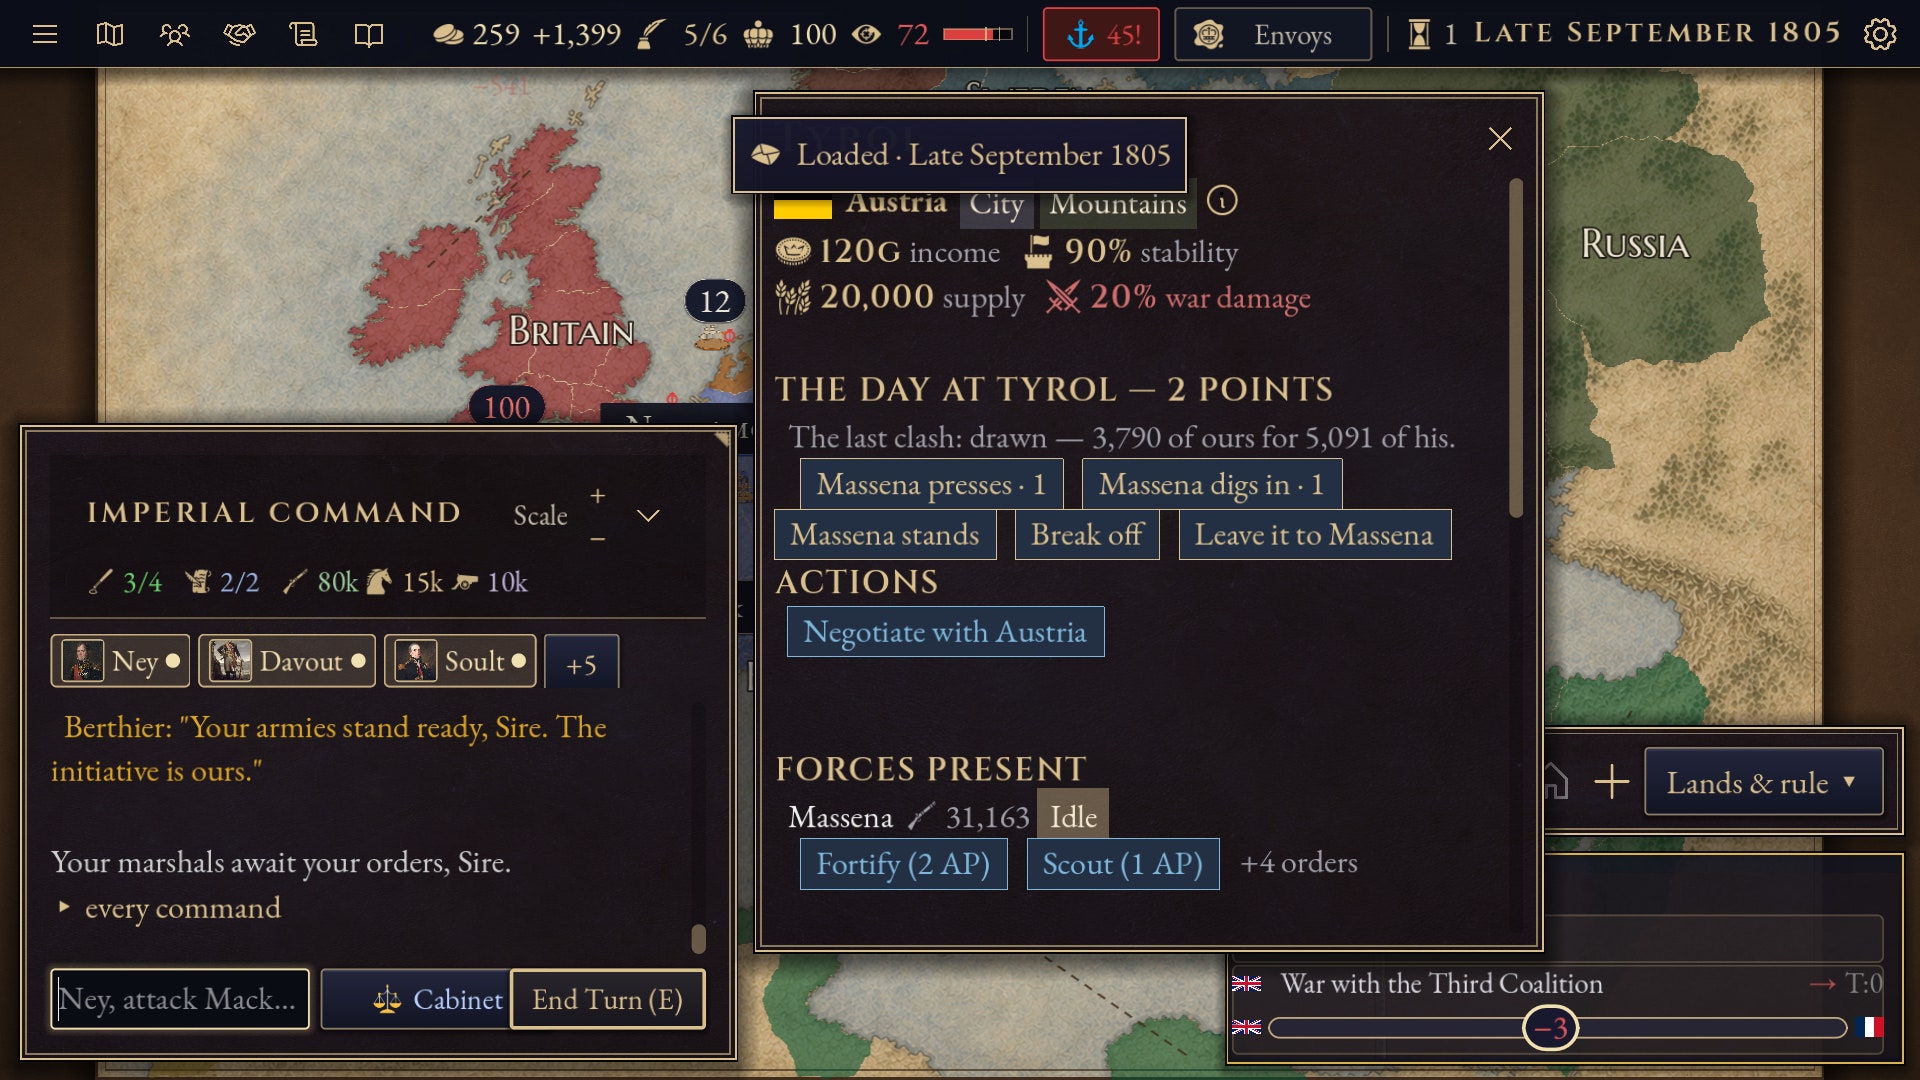 259 +1,399 5/6 100 72 45! Envoys 1 Late September 1805
-541
Tyrol
Loaded · Late September 1805
Austria City Mountains
120G income 90% stability
20,000 supply 20% war damage
The Day at Tyrol — 2 points
The last clash: drawn — 3,790 of ours for 5,091 of his.
Massena presses · 1 Massena digs in · 1
Massena stands Break off Leave it to Massena
Actions
Negotiate with Austria
Forces Present
Massena 31,163 Idle
Fortify (2 AP) Scout (1 AP) +4 orders
Britain
Russia
12
100
Imperial Command Scale + −
3/4 2/2 80k 15k 10k
Ney Davout Soult +5
Berthier: "Your armies stand ready, Sire. The
initiative is ours."
Your marshals await your orders, Sire.
every command
Ney, attack Mack... Cabinet End Turn (E)
Lands & rule
War with the Third Coalition → T:0
−3